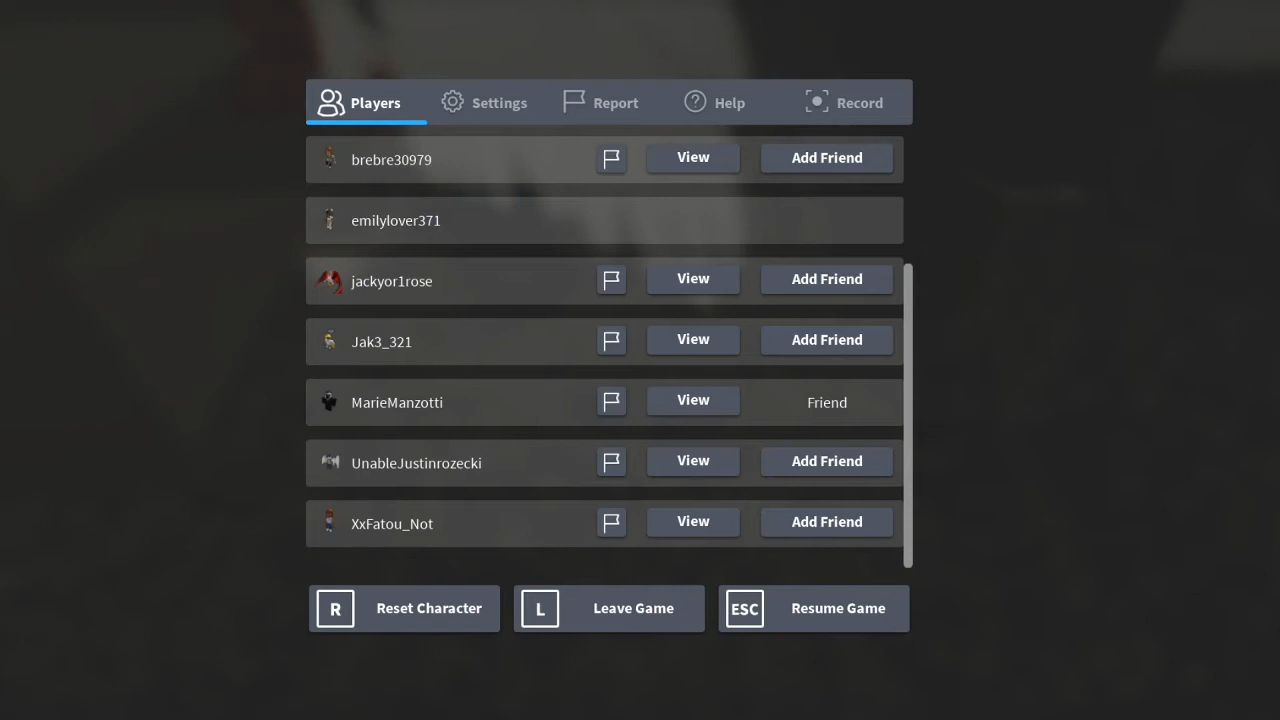 Players Settings Report Help Record
brebre30979 View Add Friend
emilylover371
jackyor1rose View Add Friend
Jak3_321 View Add Friend
MarieManzotti View Friend
UnableJustinrozecki View Add Friend
XxFatou_Not View Add Friend
R Reset Character L Leave Game ESC Resume Game